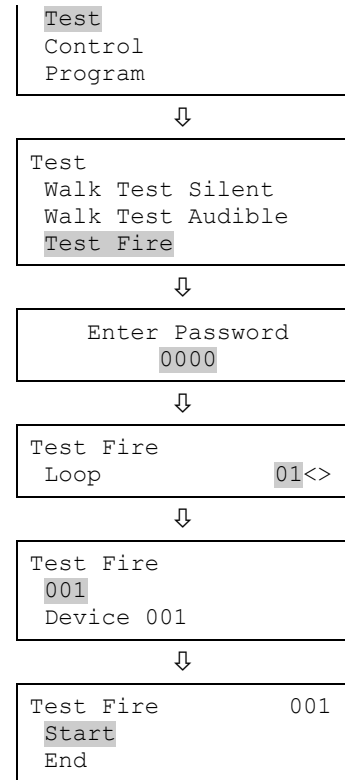 Test
Control
Program
⇩
Test
Walk Test Silent
Walk Test Audible
Test Fire
⇩
Enter Password
0000
⇩
Test Fire
Loop 01<>
⇩
Test Fire
001
Device 001
⇩
Test Fire 001
Start
End